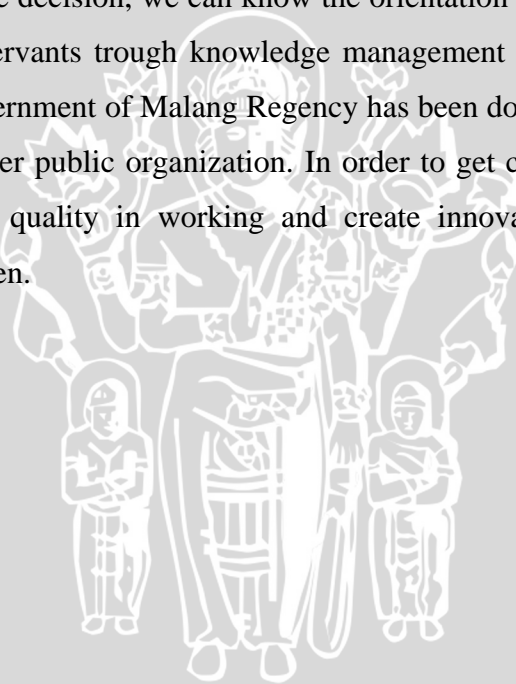 decision, we can know the orientation
ervants trough knowledge management
ernment of Malang Regency has been do
er public organization. In order to get c
quality in working and create innova
en.